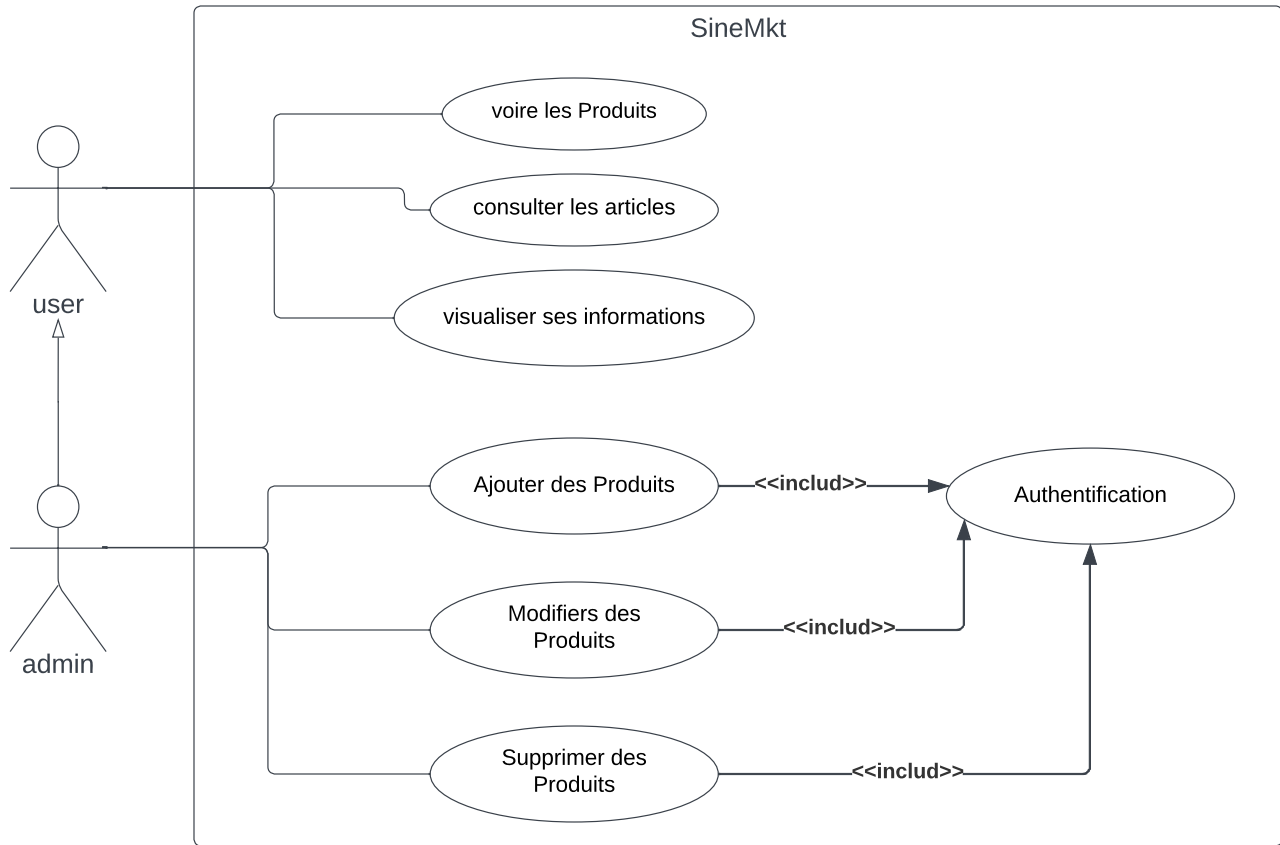 SineMkt
voire les Produits
consulter les articles
user
visualiser ses informations
Ajouter des Produits
<<includ>>
Authentification
Modifiers des
Produits
<<includ>>
admin
Supprimer des
Produits
<<includ>>